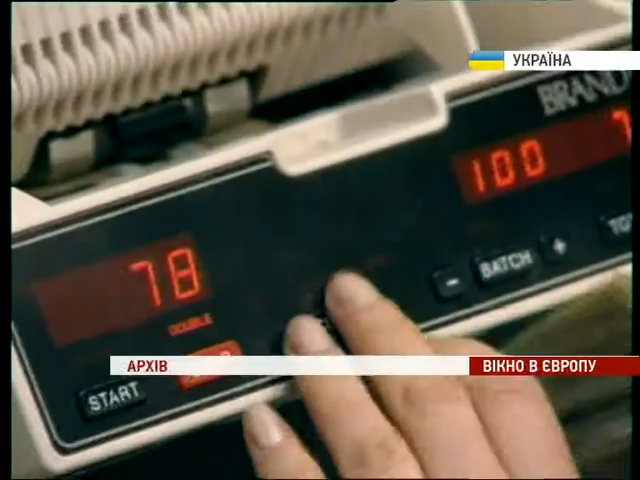 УКРАЇНА
BRAND
100
78
DOUBLE
- BATCH +
START
АРХІВ
ВІКНО В ЄВРОПУ